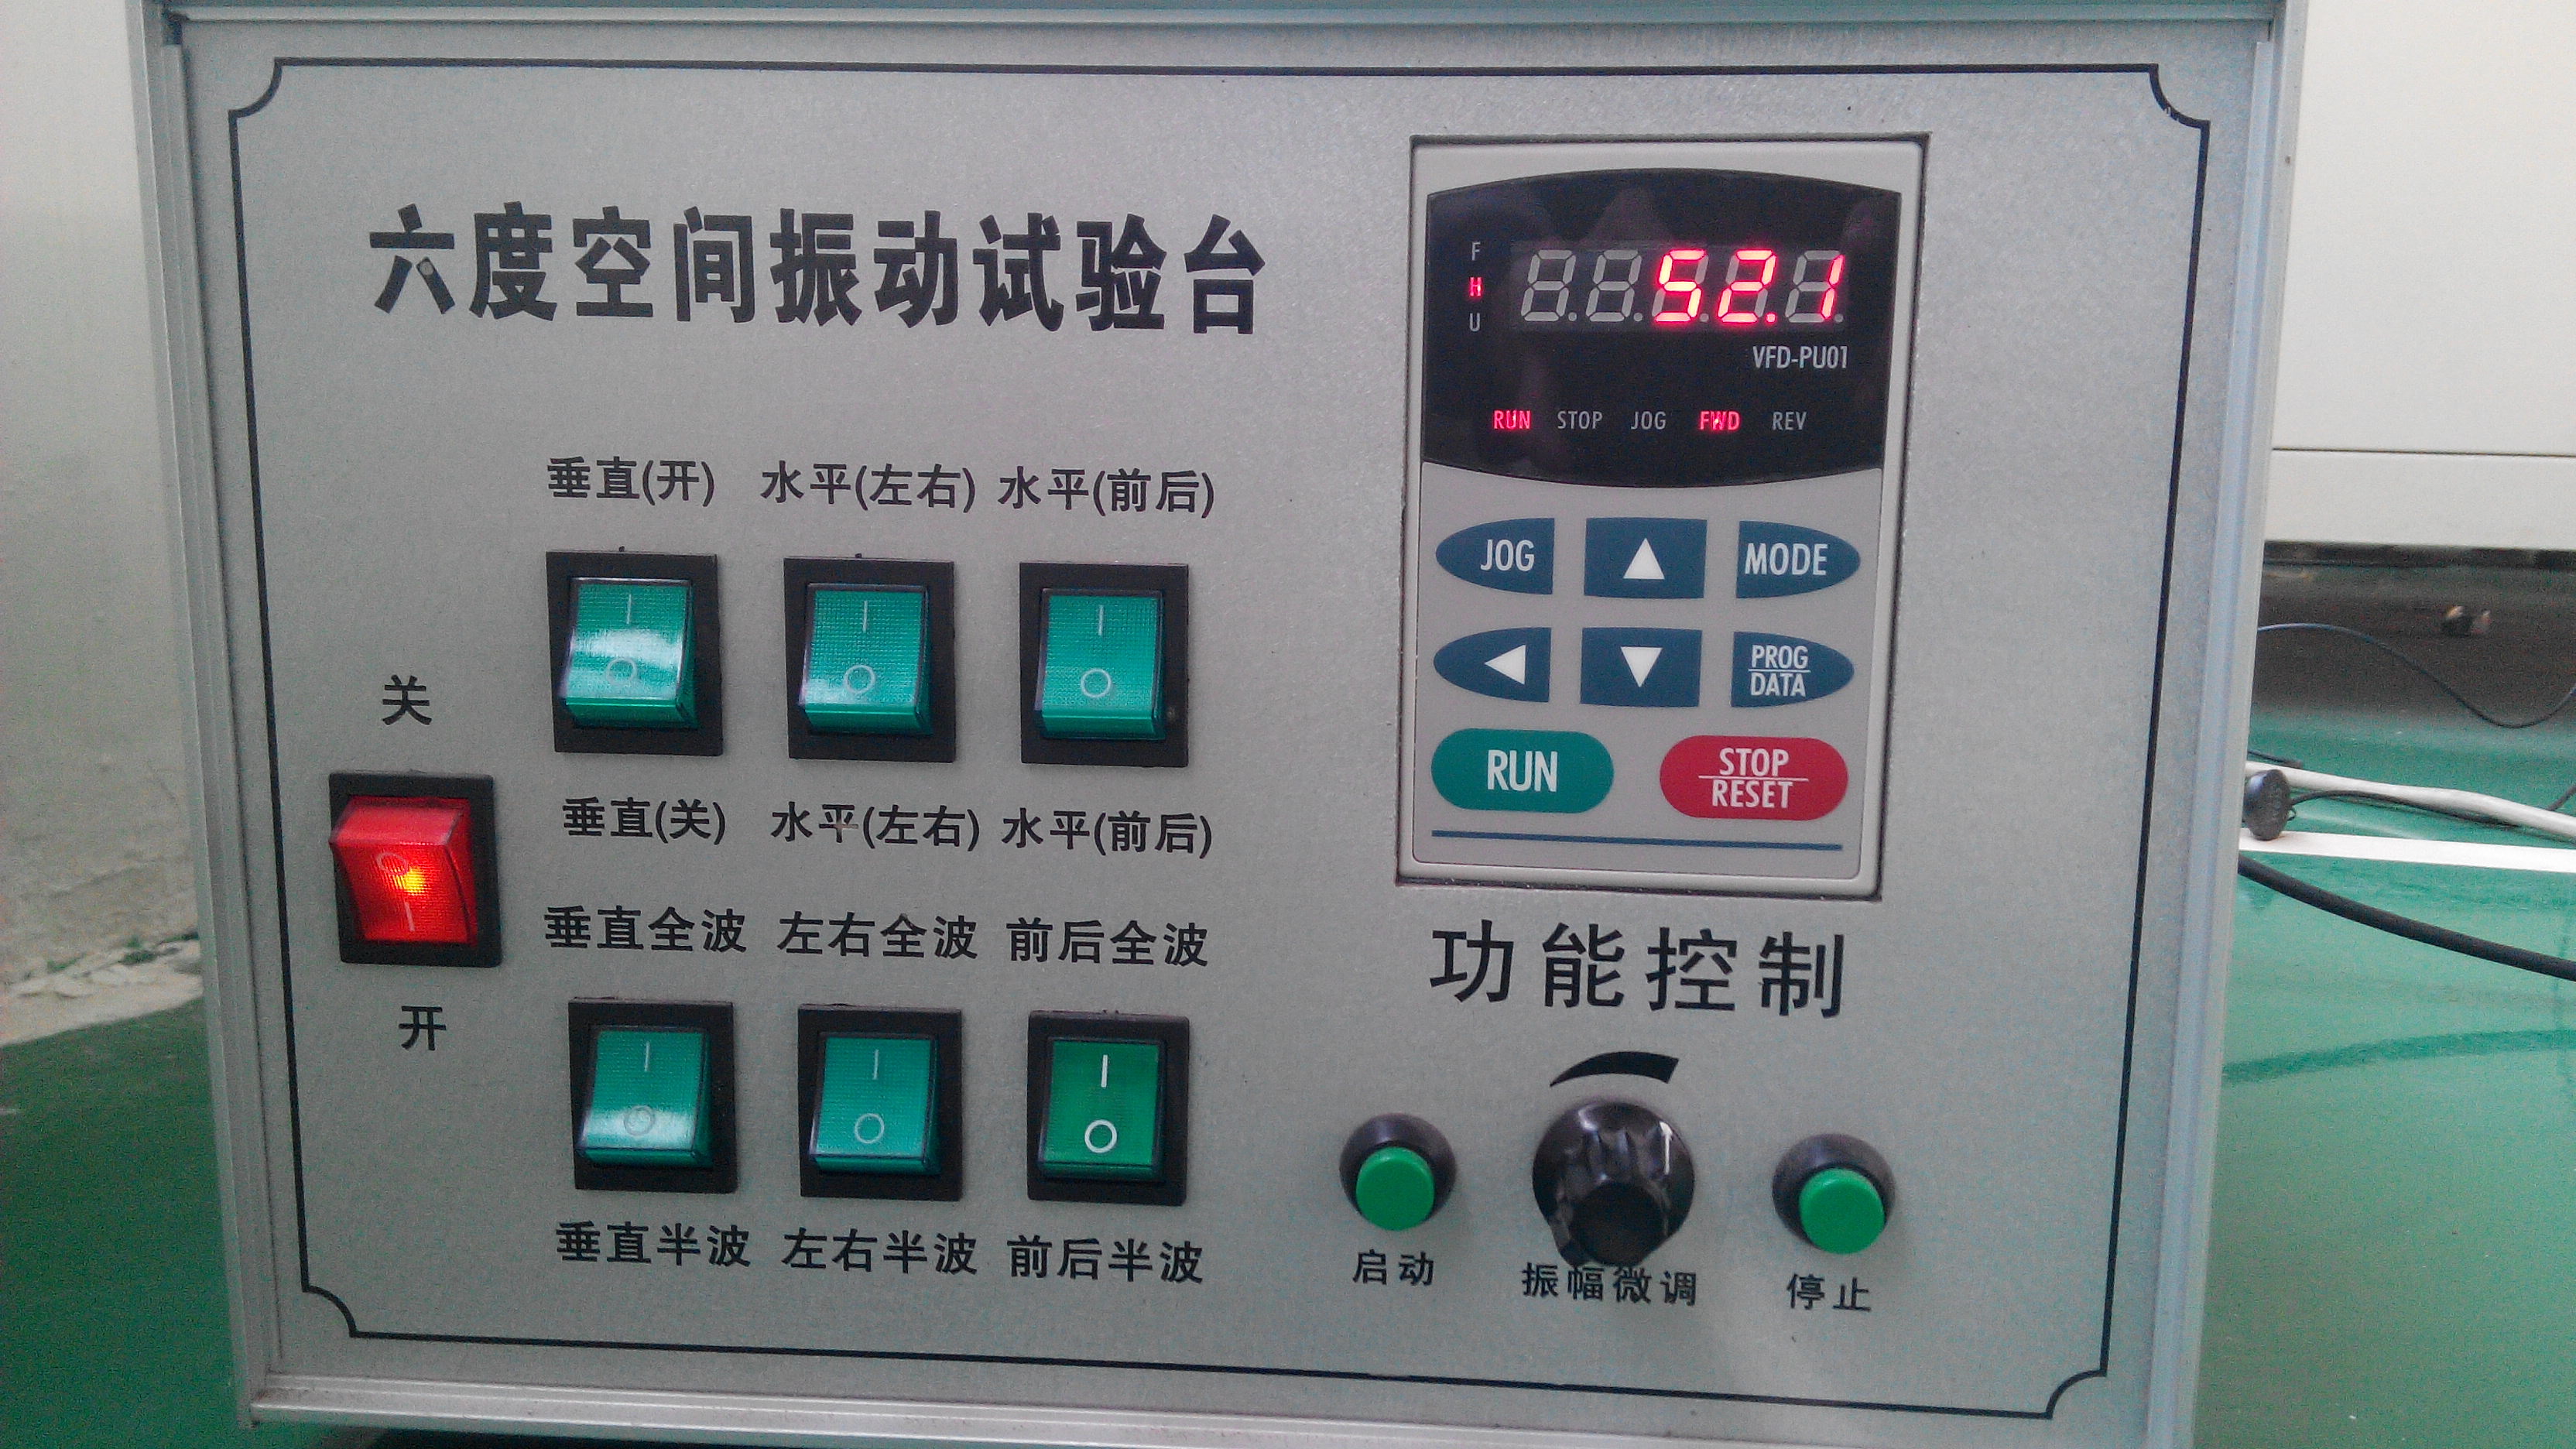 六度空间振动试验台
F
H
U
52.1
VFD-PU01
RUN STOP JOG FWD REV
垂直(开) 水平(左右) 水平(前后)
JOG MODE
PROG
DATA
RUN
STOP
RESET
关
开
垂直(关) 水平(左右) 水平(前后)
垂直全波 左右全波 前后全波
垂直半波 左右半波 前后半波
功能控制
启动 振幅微调 停止